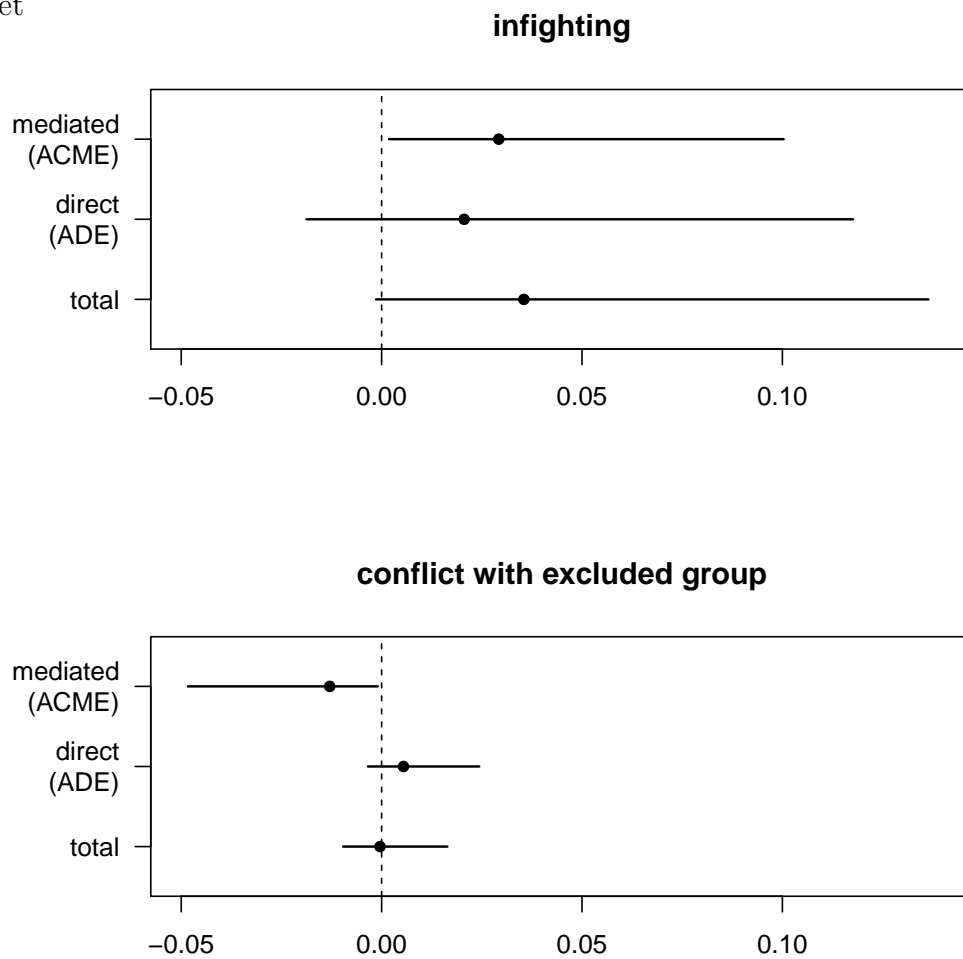 et
infighting
mediated
(ACME)
direct
(ADE)
total
−0.05 0.00 0.05 0.10
conflict with excluded group
mediated
(ACME)
direct
(ADE)
total
−0.05 0.00 0.05 0.10